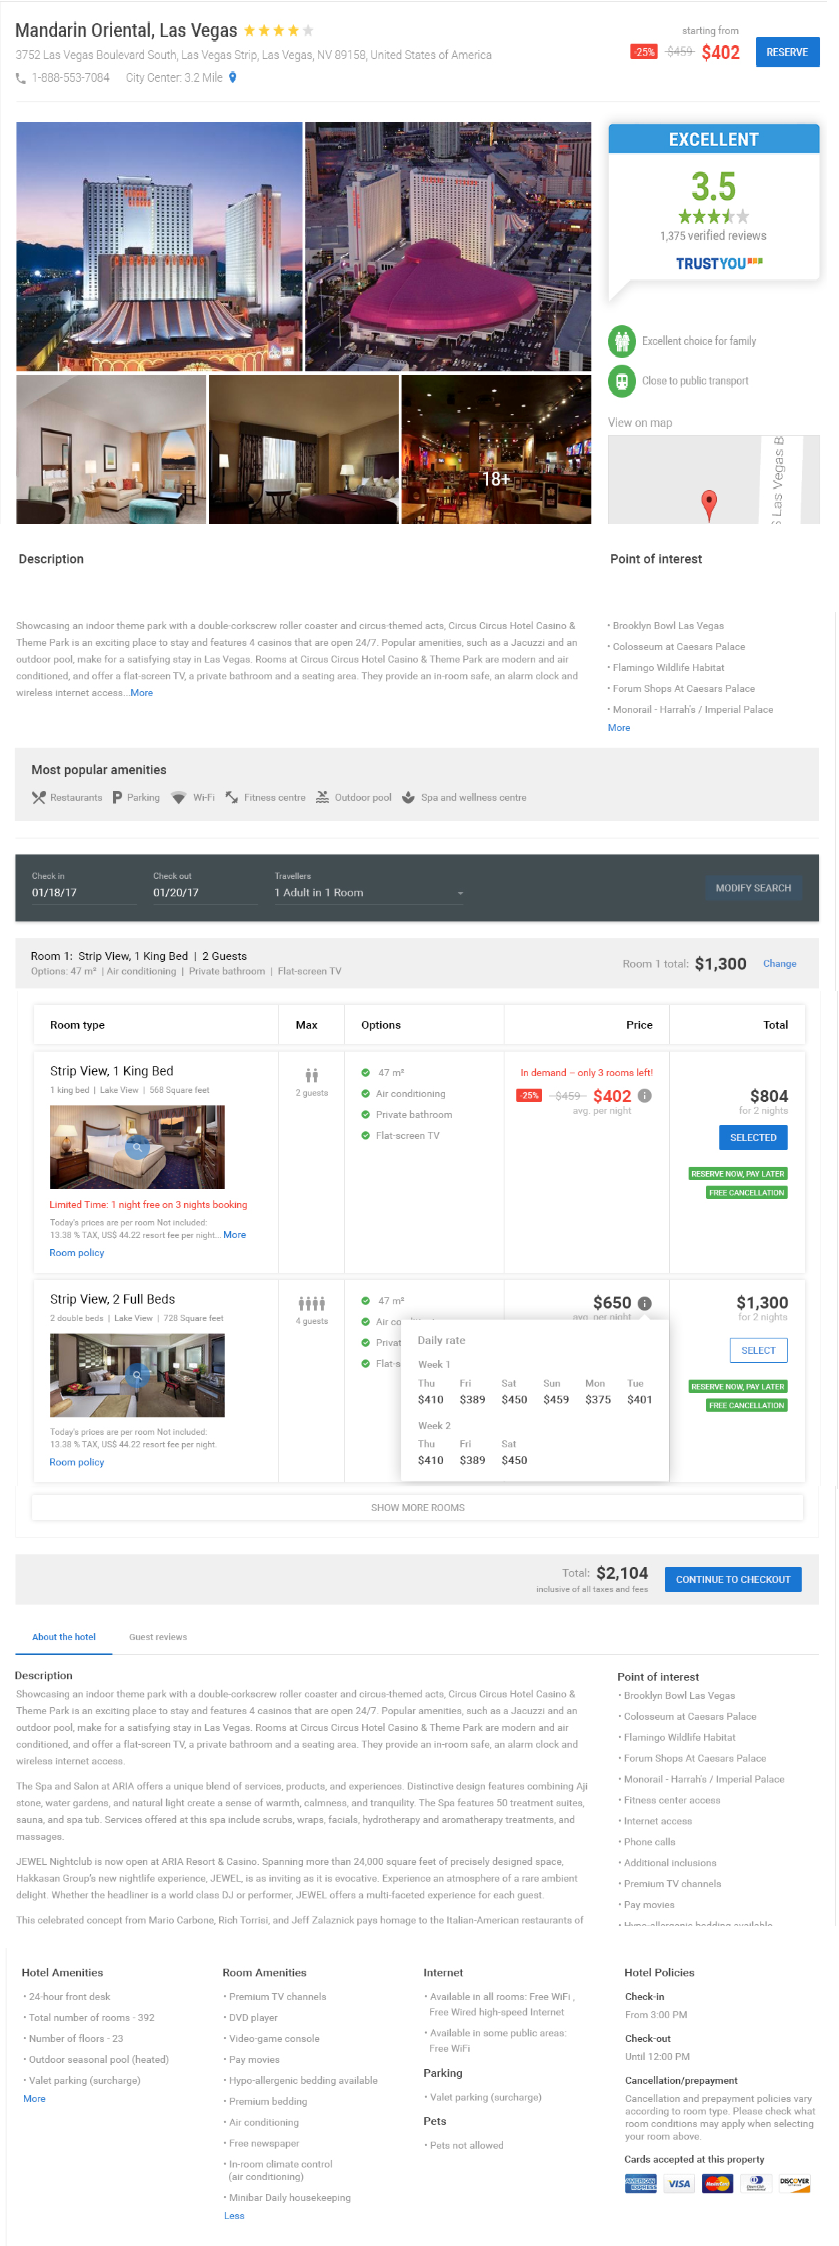 Mandarin Oriental, Las Vegas
starting from
3752 Las Vegas Boulevard South, Las Vegas Strip, Las Vegas, NV 89158, United States of America
-25% $459 $402 RESERVE
1-888-553-7084 City Center: 3.2 Mile
EXCELLENT
3.5
1,375 verified reviews
TRUSTYOU
Excellent choice for family
Close to public transport
View on map
S Las Vegas B
18+
Description
Point of interest
Showcasing an indoor theme park with a double-corkscrew roller coaster and circus-themed acts, Circus Circus Hotel Casino &
Theme Park is an exciting place to stay and features 4 casinos that are open 24/7. Popular amenities, such as a Jacuzzi and an
outdoor pool, make for a satisfying stay in Las Vegas. Rooms at Circus Circus Hotel Casino & Theme Park are modern and air
conditioned, and offer a flat-screen TV, a private bathroom and a seating area. They provide an in-room safe, an alarm clock and
wireless internet access...More
• Brooklyn Bowl Las Vegas
• Colosseum at Caesars Palace
• Flamingo Wildlife Habitat
• Forum Shops At Caesars Palace
• Monorail - Harrah's / Imperial Palace
More
Most popular amenities
Restaurants Parking Wi-Fi Fitness centre Outdoor pool Spa and wellness centre
Check in Check out Travellers
01/18/17 01/20/17 1 Adult in 1 Room MODIFY SEARCH
Room 1: Strip View, 1 King Bed | 2 Guests
Options: 47 m² | Air conditioning | Private bathroom | Flat-screen TV
Room 1 total: $1,300 Change
Room type Max Options Price Total
Strip View, 1 King Bed
1 king bed | Lake View | 568 Square feet
Limited Time: 1 night free on 3 nights booking
Today's prices are per room Not included:
13.38 % TAX, US$ 44.22 resort fee per night... More
Room policy
2 guests
47 m²
Air conditioning
Private bathroom
Flat-screen TV
In demand – only 3 rooms left!
-25% $459 $402
avg. per night
$804
for 2 nights
SELECTED
RESERVE NOW, PAY LATER
FREE CANCELLATION
Strip View, 2 Full Beds
2 double beds | Lake View | 728 Square feet
Today's prices are per room Not included:
13.38 % TAX, US$ 44.22 resort fee per night.
Room policy
4 guests
47 m²
Air co
Privat
Flat-s
$650
avg. per night
Daily rate
Week 1
Thu Fri Sat Sun Mon Tue
$410 $389 $450 $459 $375 $401
Week 2
Thu Fri Sat
$410 $389 $450
$1,300
for 2 nights
SELECT
RESERVE NOW, PAY LATER
FREE CANCELLATION
SHOW MORE ROOMS
Total: $2,104
inclusive of all taxes and fees
CONTINUE TO CHECKOUT
About the hotel Guest reviews
Description
Showcasing an indoor theme park with a double-corkscrew roller coaster and circus-themed acts, Circus Circus Hotel Casino &
Theme Park is an exciting place to stay and features 4 casinos that are open 24/7. Popular amenities, such as a Jacuzzi and an
outdoor pool, make for a satisfying stay in Las Vegas. Rooms at Circus Circus Hotel Casino & Theme Park are modern and air
conditioned, and offer a flat-screen TV, a private bathroom and a seating area. They provide an in-room safe, an alarm clock and
wireless internet access.
The Spa and Salon at ARIA offers a unique blend of services, products, and experiences. Distinctive design features combining Aji
stone, water gardens, and natural light create a sense of warmth, calmness, and tranquility. The Spa features 50 treatment suites,
sauna, and spa tub. Services offered at this spa include scrubs, wraps, facials, hydrotherapy and aromatherapy treatments, and
massages.
JEWEL Nightclub is now open at ARIA Resort & Casino. Spanning more than 24,000 square feet of precisely designed space,
Hakkasan Group's new nightlife experience, JEWEL, is as inviting as it is evocative. Experience an atmosphere of a rare ambient
delight. Whether the headliner is a world class DJ or performer, JEWEL offers a multi-faceted experience for each guest.
This celebrated concept from Mario Carbone, Rich Torrisi, and Jeff Zalaznick pays homage to the Italian-American restaurants of
Point of interest
• Brooklyn Bowl Las Vegas
• Colosseum at Caesars Palace
• Flamingo Wildlife Habitat
• Forum Shops At Caesars Palace
• Monorail - Harrah's / Imperial Palace
• Fitness center access
• Internet access
• Phone calls
• Additional inclusions
• Premium TV channels
• Pay movies
• Hypo-allergenic bedding available
Hotel Amenities
• 24-hour front desk
• Total number of rooms - 392
• Number of floors - 23
• Outdoor seasonal pool (heated)
• Valet parking (surcharge)
More
Room Amenities
• Premium TV channels
• DVD player
• Video-game console
• Pay movies
• Hypo-allergenic bedding available
• Premium bedding
• Air conditioning
• Free newspaper
• In-room climate control
(air conditioning)
• Minibar Daily housekeeping
Less
Internet
• Available in all rooms: Free WiFi ,
Free Wired high-speed Internet
• Available in some public areas:
Free WiFi
Parking
• Valet parking (surcharge)
Pets
• Pets not allowed
Hotel Policies
Check-in
From 3:00 PM
Check-out
Until 12:00 PM
Cancellation/prepayment
Cancellation and prepayment policies vary
according to room type. Please check what
room conditions may apply when selecting
your room above.
Cards accepted at this property
AMERICAN EXPRESS VISA MasterCard DISCOVER